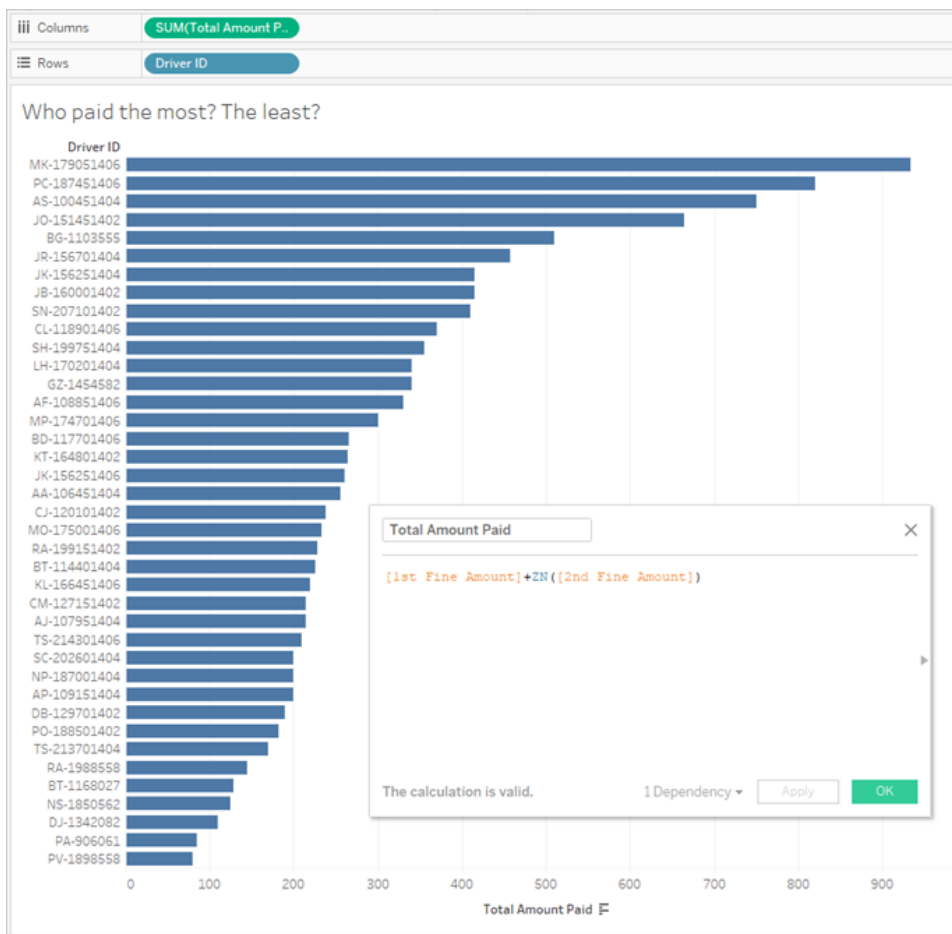 Columns SUM(Total Amount P..
Rows Driver ID
Who paid the most? The least?
Driver ID
MK-179051406
PC-187451406
AS-100451404
JO-151451402
BG-1103555
JR-156701404
JK-156251404
JB-160001402
SN-207101402
CL-118901406
SH-199751404
LH-170201404
GZ-1454582
AF-108851406
MP-174701406
BD-117701406
KT-164801402
JK-156251406
AA-106451404
CJ-120101402
MO-175001406
RA-199151402
BT-114401404
KL-166451406
CM-127151402
AJ-107951404
TS-214301406
SC-202601404
NP-187001404
AP-109151404
DB-129701402
PO-188501402
TS-213701404
RA-1988558
BT-1168027
NS-1850562
DJ-1342082
PA-906061
PV-1898558
0 100 200 300 400 500 600 700 800 900
Total Amount Paid
Total Amount Paid
[1st Fine Amount]+ZN([2nd Fine Amount])
The calculation is valid. 1 Dependency Apply OK